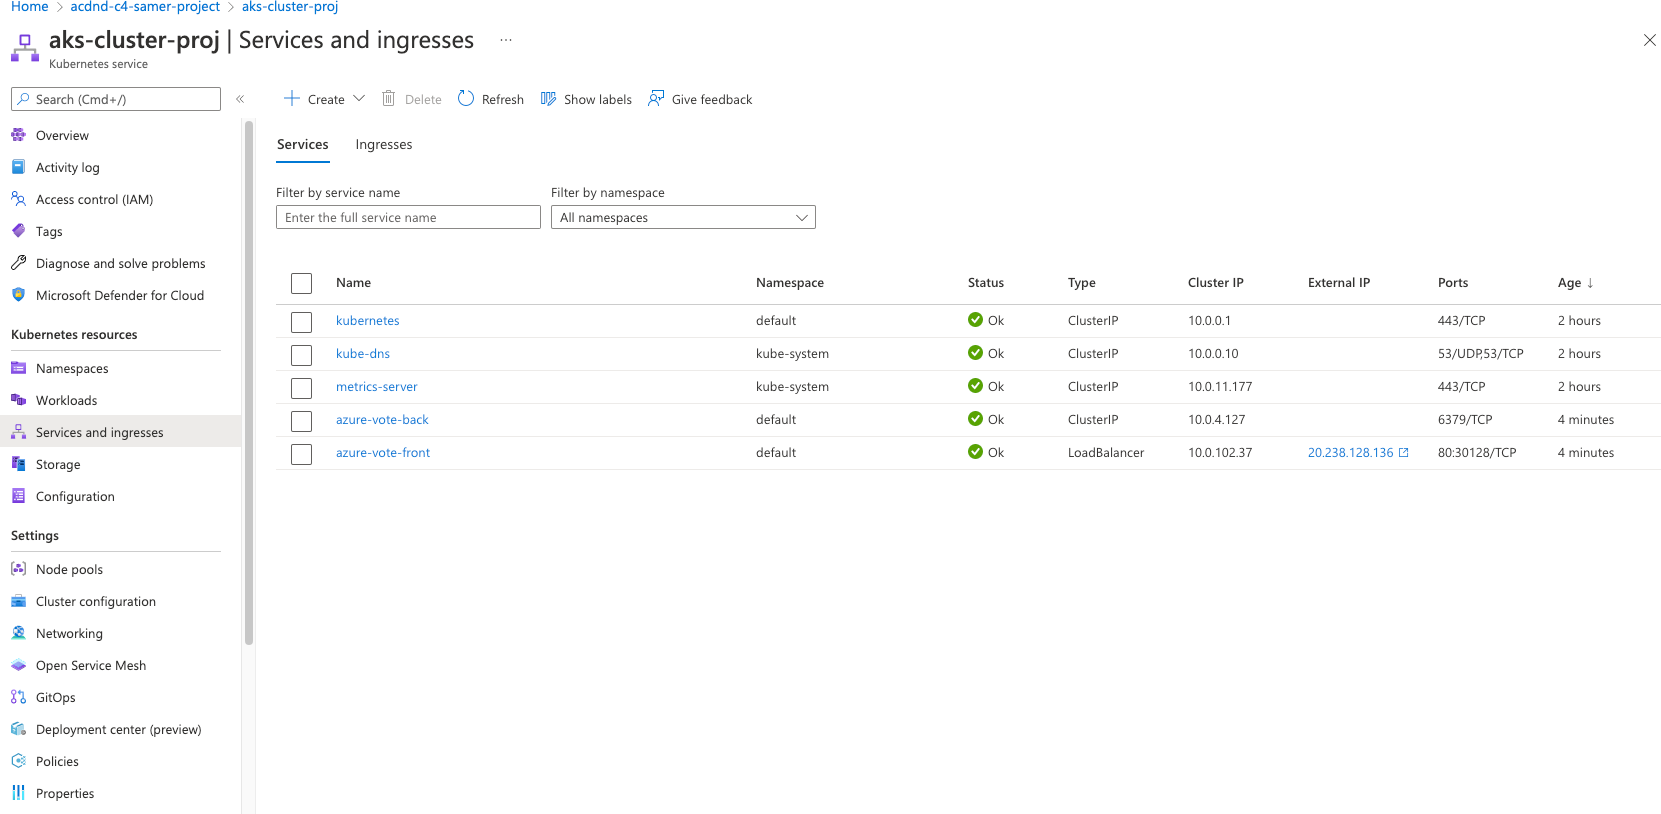 Home > acdnd-c4-samer-project > aks-cluster-proj
aks-cluster-proj | Services and ingresses ...
Kubernetes service
Search (Cmd+/) «
Overview
Activity log
Access control (IAM)
Tags
Diagnose and solve problems
Microsoft Defender for Cloud
Kubernetes resources
Namespaces
Workloads
Services and ingresses
Storage
Configuration
Settings
Node pools
Cluster configuration
Networking
Open Service Mesh
GitOps
Deployment center (preview)
Policies
Properties
Create Delete Refresh Show labels Give feedback
Services Ingresses
Filter by service name Filter by namespace
Enter the full service name All namespaces
Name Namespace Status Type Cluster IP External IP Ports Age ↓
kubernetes default Ok ClusterIP 10.0.0.1 443/TCP 2 hours
kube-dns kube-system Ok ClusterIP 10.0.0.10 53/UDP,53/TCP 2 hours
metrics-server kube-system Ok ClusterIP 10.0.11.177 443/TCP 2 hours
azure-vote-back default Ok ClusterIP 10.0.4.127 6379/TCP 4 minutes
azure-vote-front default Ok LoadBalancer 10.0.102.37 20.238.128.136 80:30128/TCP 4 minutes